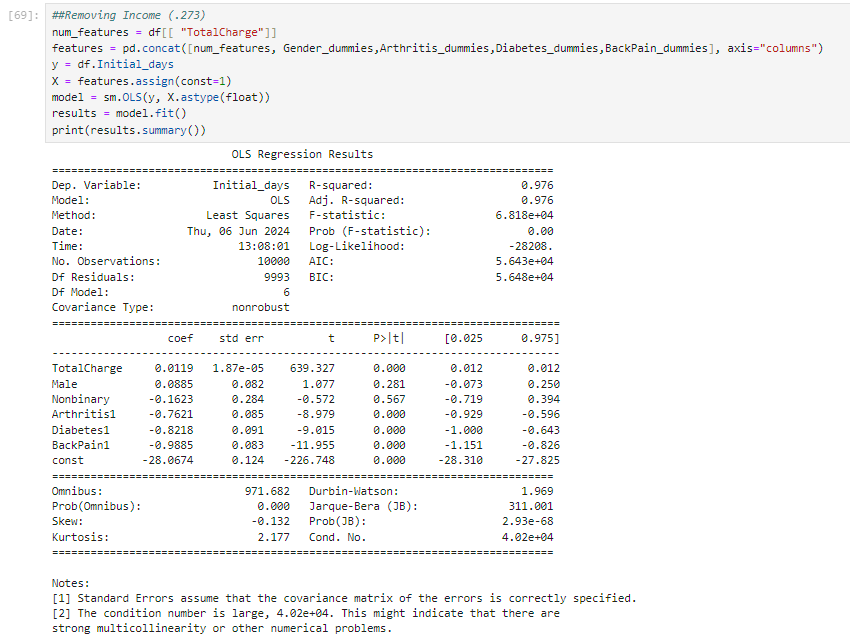 [69]: ##Removing Income (.273)
num_features = df[[ "TotalCharge"]]
features = pd.concat([num_features, Gender_dummies,Arthritis_dummies,Diabetes_dummies,BackPain_dummies], axis="columns")
y = df.Initial_days
X = features.assign(const=1)
model = sm.OLS(y, X.astype(float))
results = model.fit()
print(results.summary())
OLS Regression Results
==============================================================================
Dep. Variable: Initial_days R-squared: 0.976
Model: OLS Adj. R-squared: 0.976
Method: Least Squares F-statistic: 6.818e+04
Date: Thu, 06 Jun 2024 Prob (F-statistic): 0.00
Time: 13:08:01 Log-Likelihood: -28208.
No. Observations: 10000 AIC: 5.643e+04
Df Residuals: 9993 BIC: 5.648e+04
Df Model: 6
Covariance Type: nonrobust
===============================================================================
coef std err t P>|t| [0.025 0.975]
-------------------------------------------------------------------------------
TotalCharge 0.0119 1.87e-05 639.327 0.000 0.012 0.012
Male 0.0885 0.082 1.077 0.281 -0.073 0.250
Nonbinary -0.1623 0.284 -0.572 0.567 -0.719 0.394
Arthritis1 -0.7621 0.085 -8.979 0.000 -0.929 -0.596
Diabetes1 -0.8218 0.091 -9.015 0.000 -1.000 -0.643
BackPain1 -0.9885 0.083 -11.955 0.000 -1.151 -0.826
const -28.0674 0.124 -226.748 0.000 -28.310 -27.825
==============================================================================
Omnibus: 971.682 Durbin-Watson: 1.969
Prob(Omnibus): 0.000 Jarque-Bera (JB): 311.001
Skew: -0.132 Prob(JB): 2.93e-68
Kurtosis: 2.177 Cond. No. 4.02e+04
==============================================================================
Notes:
[1] Standard Errors assume that the covariance matrix of the errors is correctly specified.
[2] The condition number is large, 4.02e+04. This might indicate that there are
strong multicollinearity or other numerical problems.